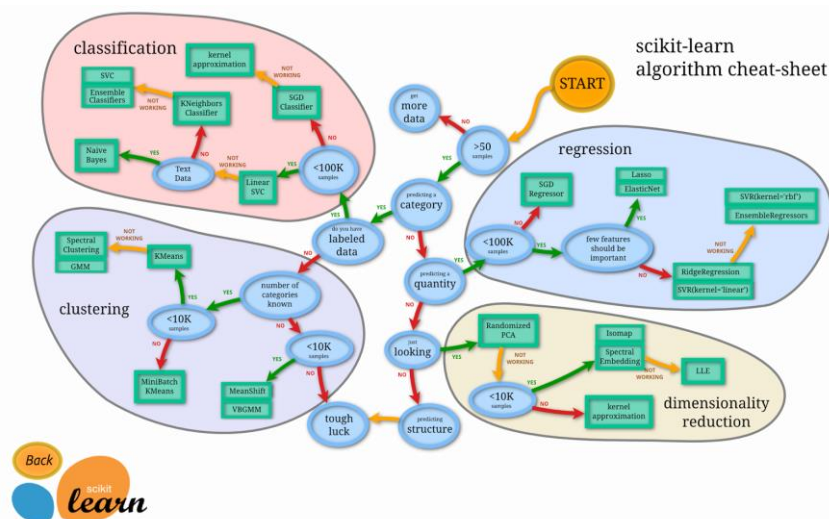 scikit-learn
algorithm cheat-sheet
START
classification
kernel
approximation
NOT
WORKING
SVC
Ensemble
Classifiers
NOT
WORKING
KNeighbors
Classifier
SGD
Classifier
NO
Naive
Bayes
YES
Text
Data
NO
NOT
WORKING
Linear
SVC
YES
<100K
samples
get
more
data
NO
>50
samples
YES
predicting a
category
YES
NO
YES
do you have
labeled
data
NO
predicting a
quantity
YES
NO
regression
SGD
Regressor
NO
<100K
samples
YES
Lasso
ElasticNet
YES
few features
should be
important
NO
SVR(kernel='rbf')
EnsembleRegressors
NOT
WORKING
RidgeRegression
SVR(kernel='linear')
clustering
Spectral
Clustering
GMM
NOT
WORKING
KMeans
YES
<10K
samples
YES
number of
categories
known
NO
NO
MiniBatch
KMeans
<10K
samples
YES
MeanShift
VBGMM
NO
tough
luck
just
looking
YES
NO
predicting
structure
Randomized
PCA
NOT
WORKING
<10K
samples
YES
Isomap
Spectral
Embedding
NOT
WORKING
LLE
NO
kernel
approximation
dimensionality
reduction
Back
scikit
learn